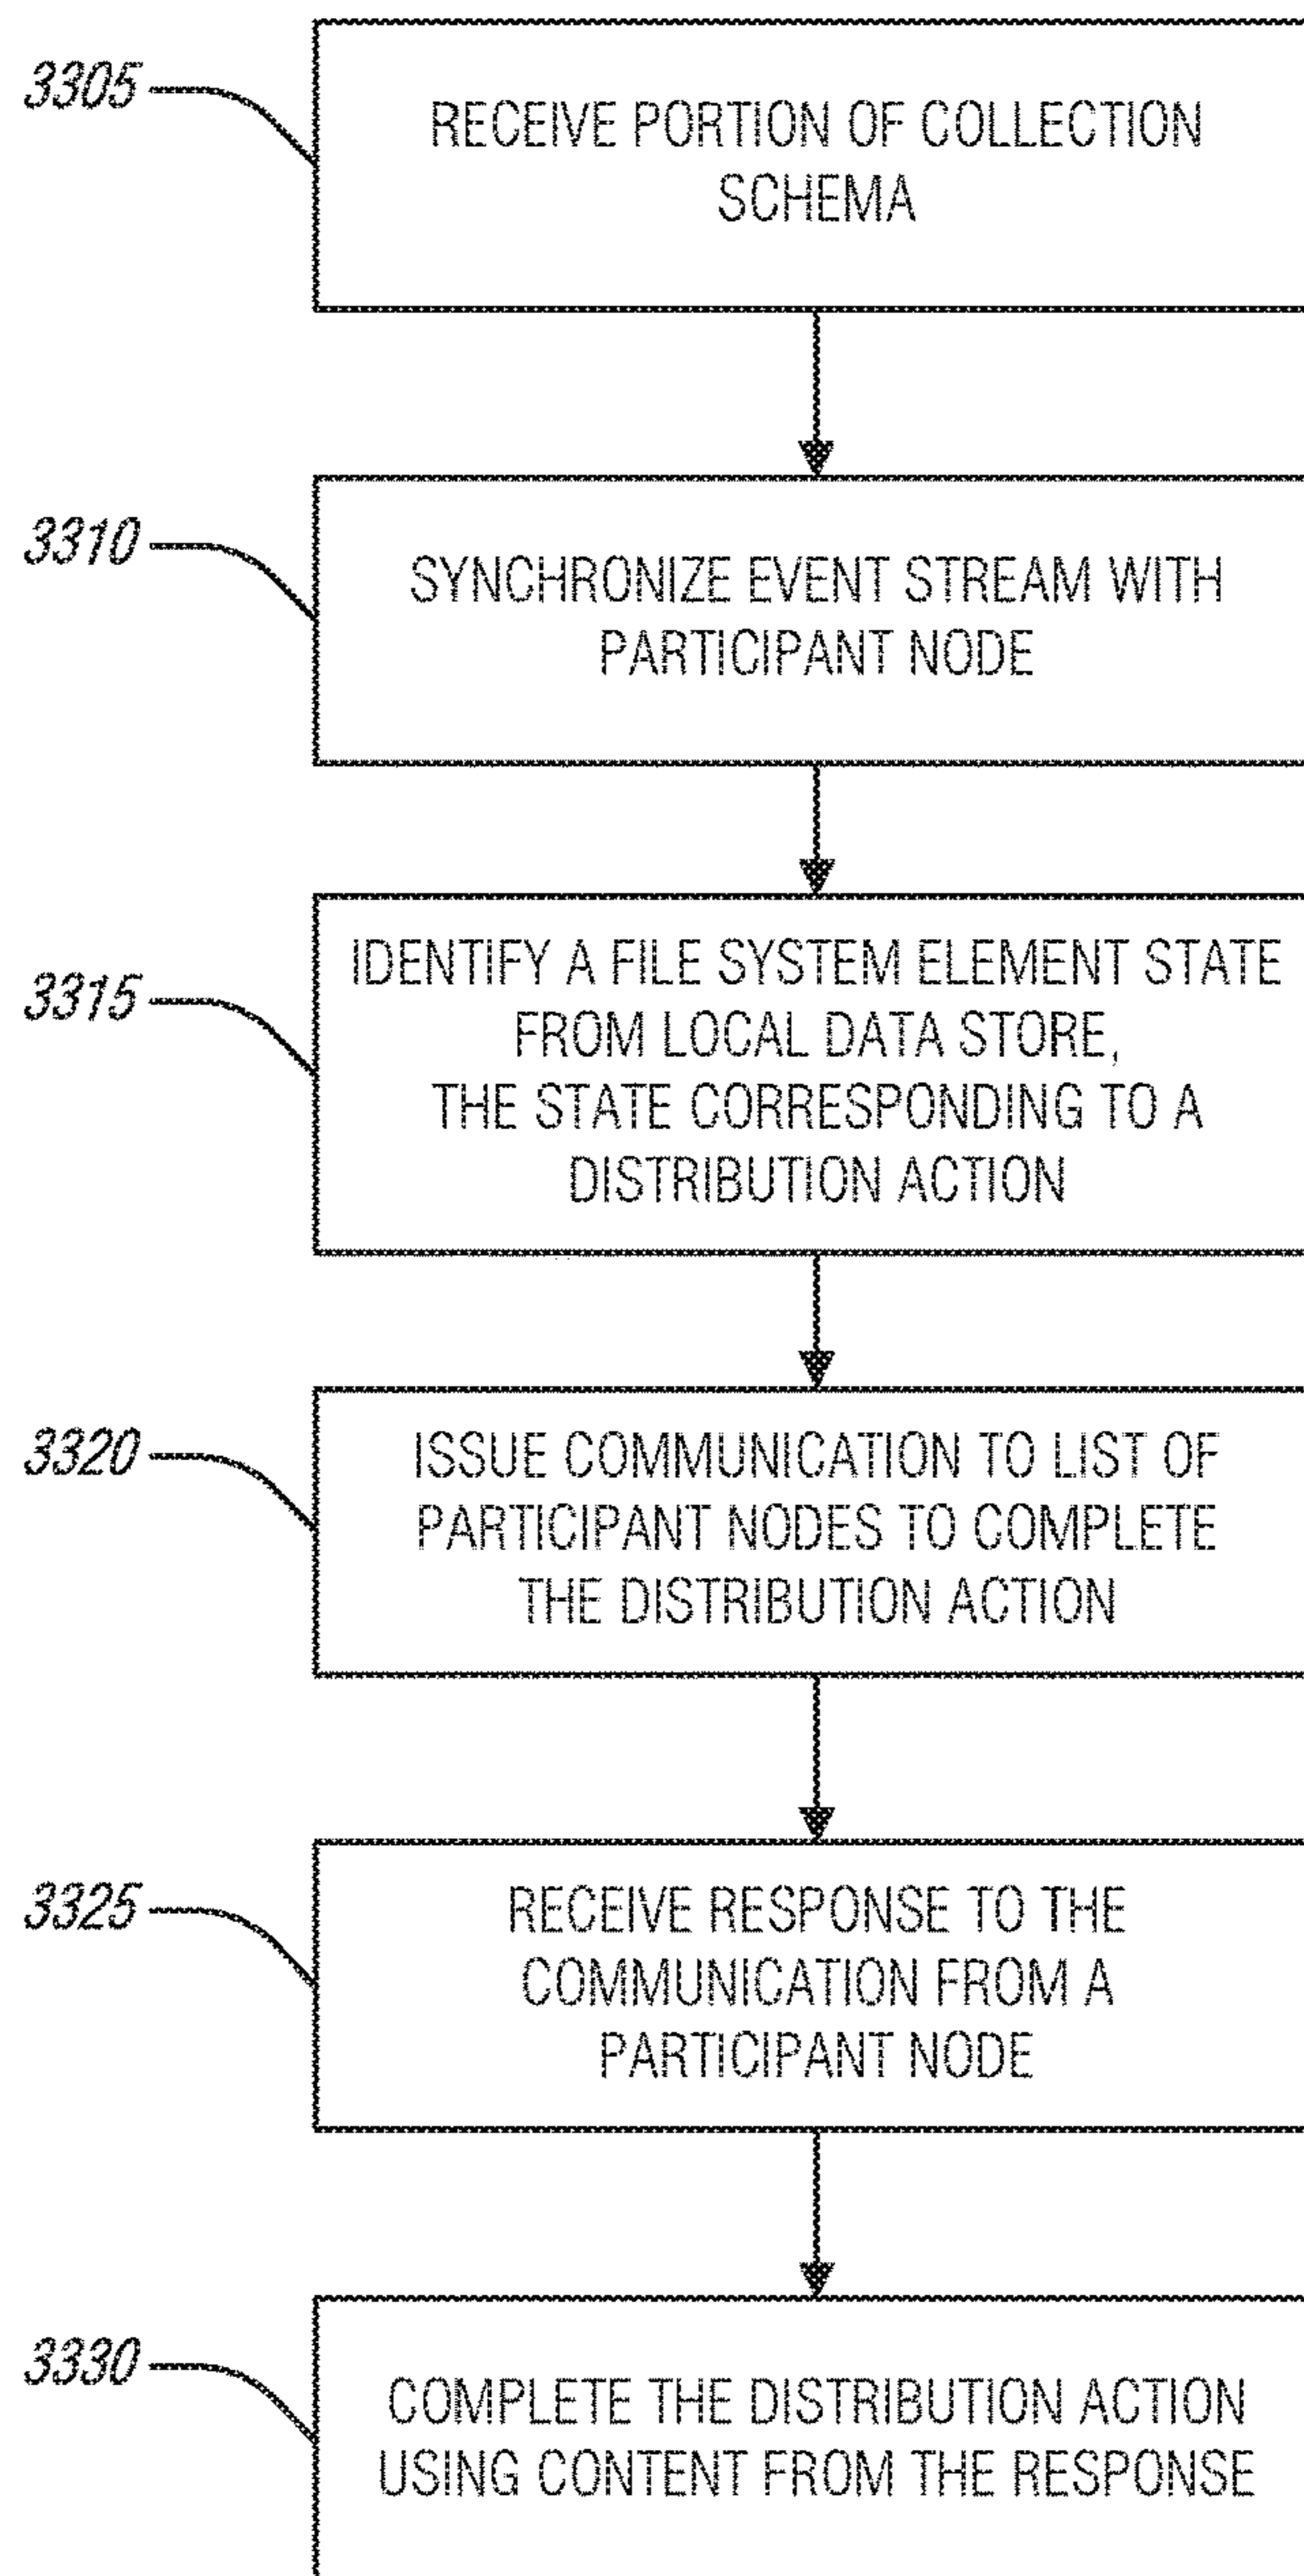 3305
RECEIVE PORTION OF COLLECTION
SCHEMA
3310
SYNCHRONIZE EVENT STREAM WITH
PARTICIPANT NODE
3315
IDENTIFY A FILE SYSTEM ELEMENT STATE
FROM LOCAL DATA STORE,
THE STATE CORRESPONDING TO A
DISTRIBUTION ACTION
3320
ISSUE COMMUNICATION TO LIST OF
PARTICIPANT NODES TO COMPLETE
THE DISTRIBUTION ACTION
3325
RECEIVE RESPONSE TO THE
COMMUNICATION FROM A
PARTICIPANT NODE
3330
COMPLETE THE DISTRIBUTION ACTION
USING CONTENT FROM THE RESPONSE